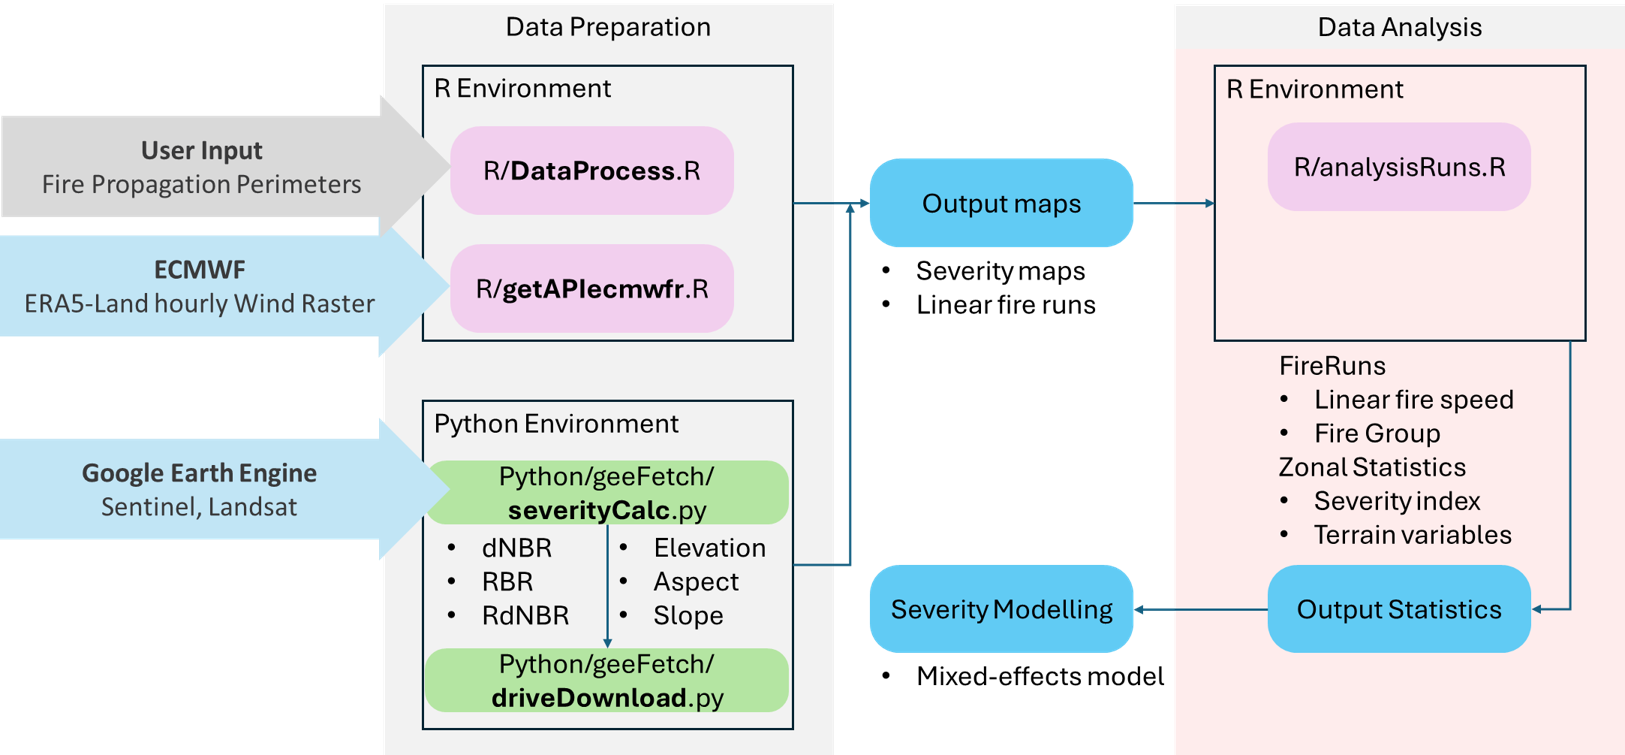 Data Preparation
Data Analysis
R Environment
User Input
Fire Propagation Perimeters
R/DataProcess.R
ECMWF
ERA5-Land hourly Wind Raster
R/getAPIecmwfr.R
Output maps
• Severity maps
• Linear fire runs
R Environment
R/analysisRuns.R
Python Environment
Google Earth Engine
Sentinel, Landsat
Python/geeFetch/
severityCalc.py
• dNBR
• RBR
• RdNBR
• Elevation
• Aspect
• Slope
Python/geeFetch/
driveDownload.py
FireRuns
• Linear fire speed
• Fire Group
Zonal Statistics
• Severity index
• Terrain variables
Output Statistics
Severity Modelling
• Mixed-effects model